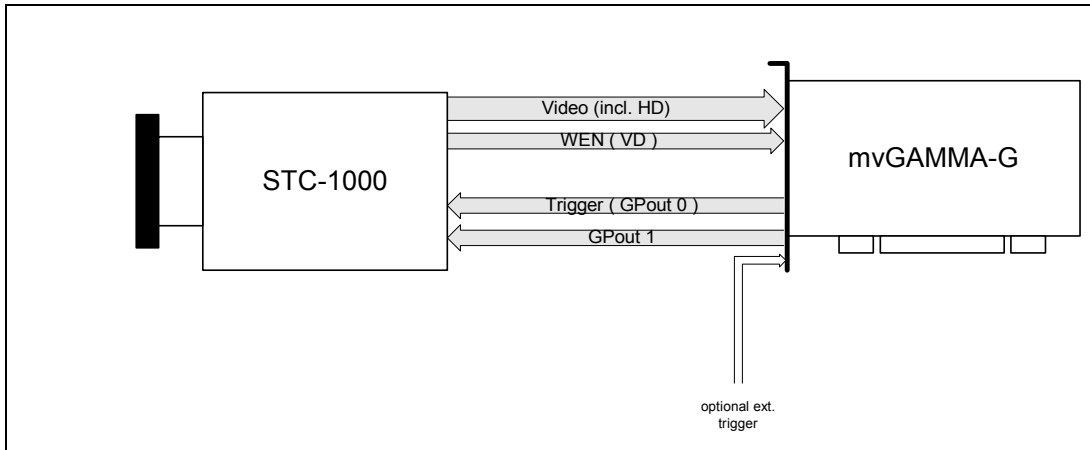 Video (incl. HD)
WEN ( VD )
STC-1000
mvGAMMA-G
Trigger ( GPout 0 )
GPout 1
optional ext.
trigger